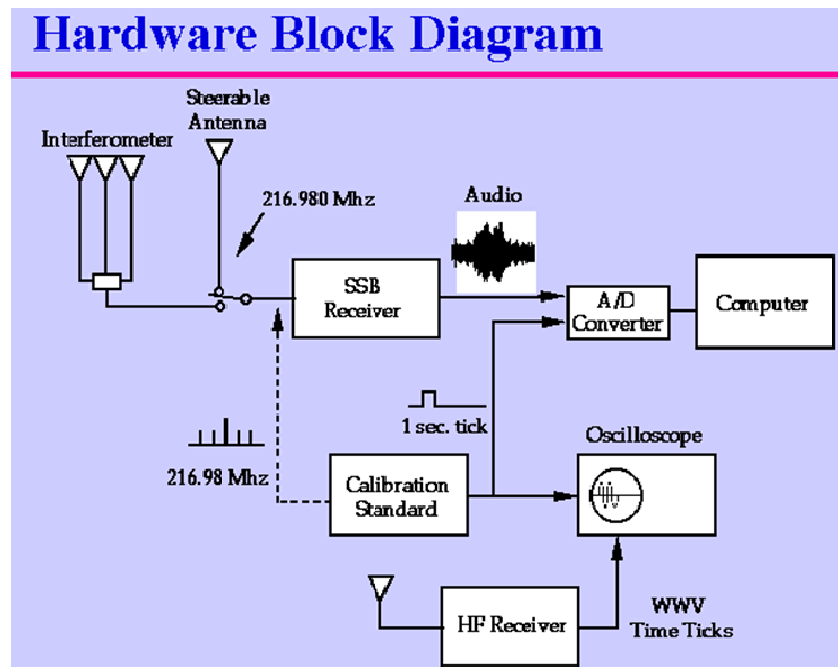 Hardware Block Diagram
Steerable
Antenna
Interferometer
216.980 Mhz
Audio
SSB
Receiver
A/D
Converter
Computer
1 sec. tick
216.98 Mhz
Oscilloscope
Calibration
Standard
HF Receiver
WWV
Time Ticks